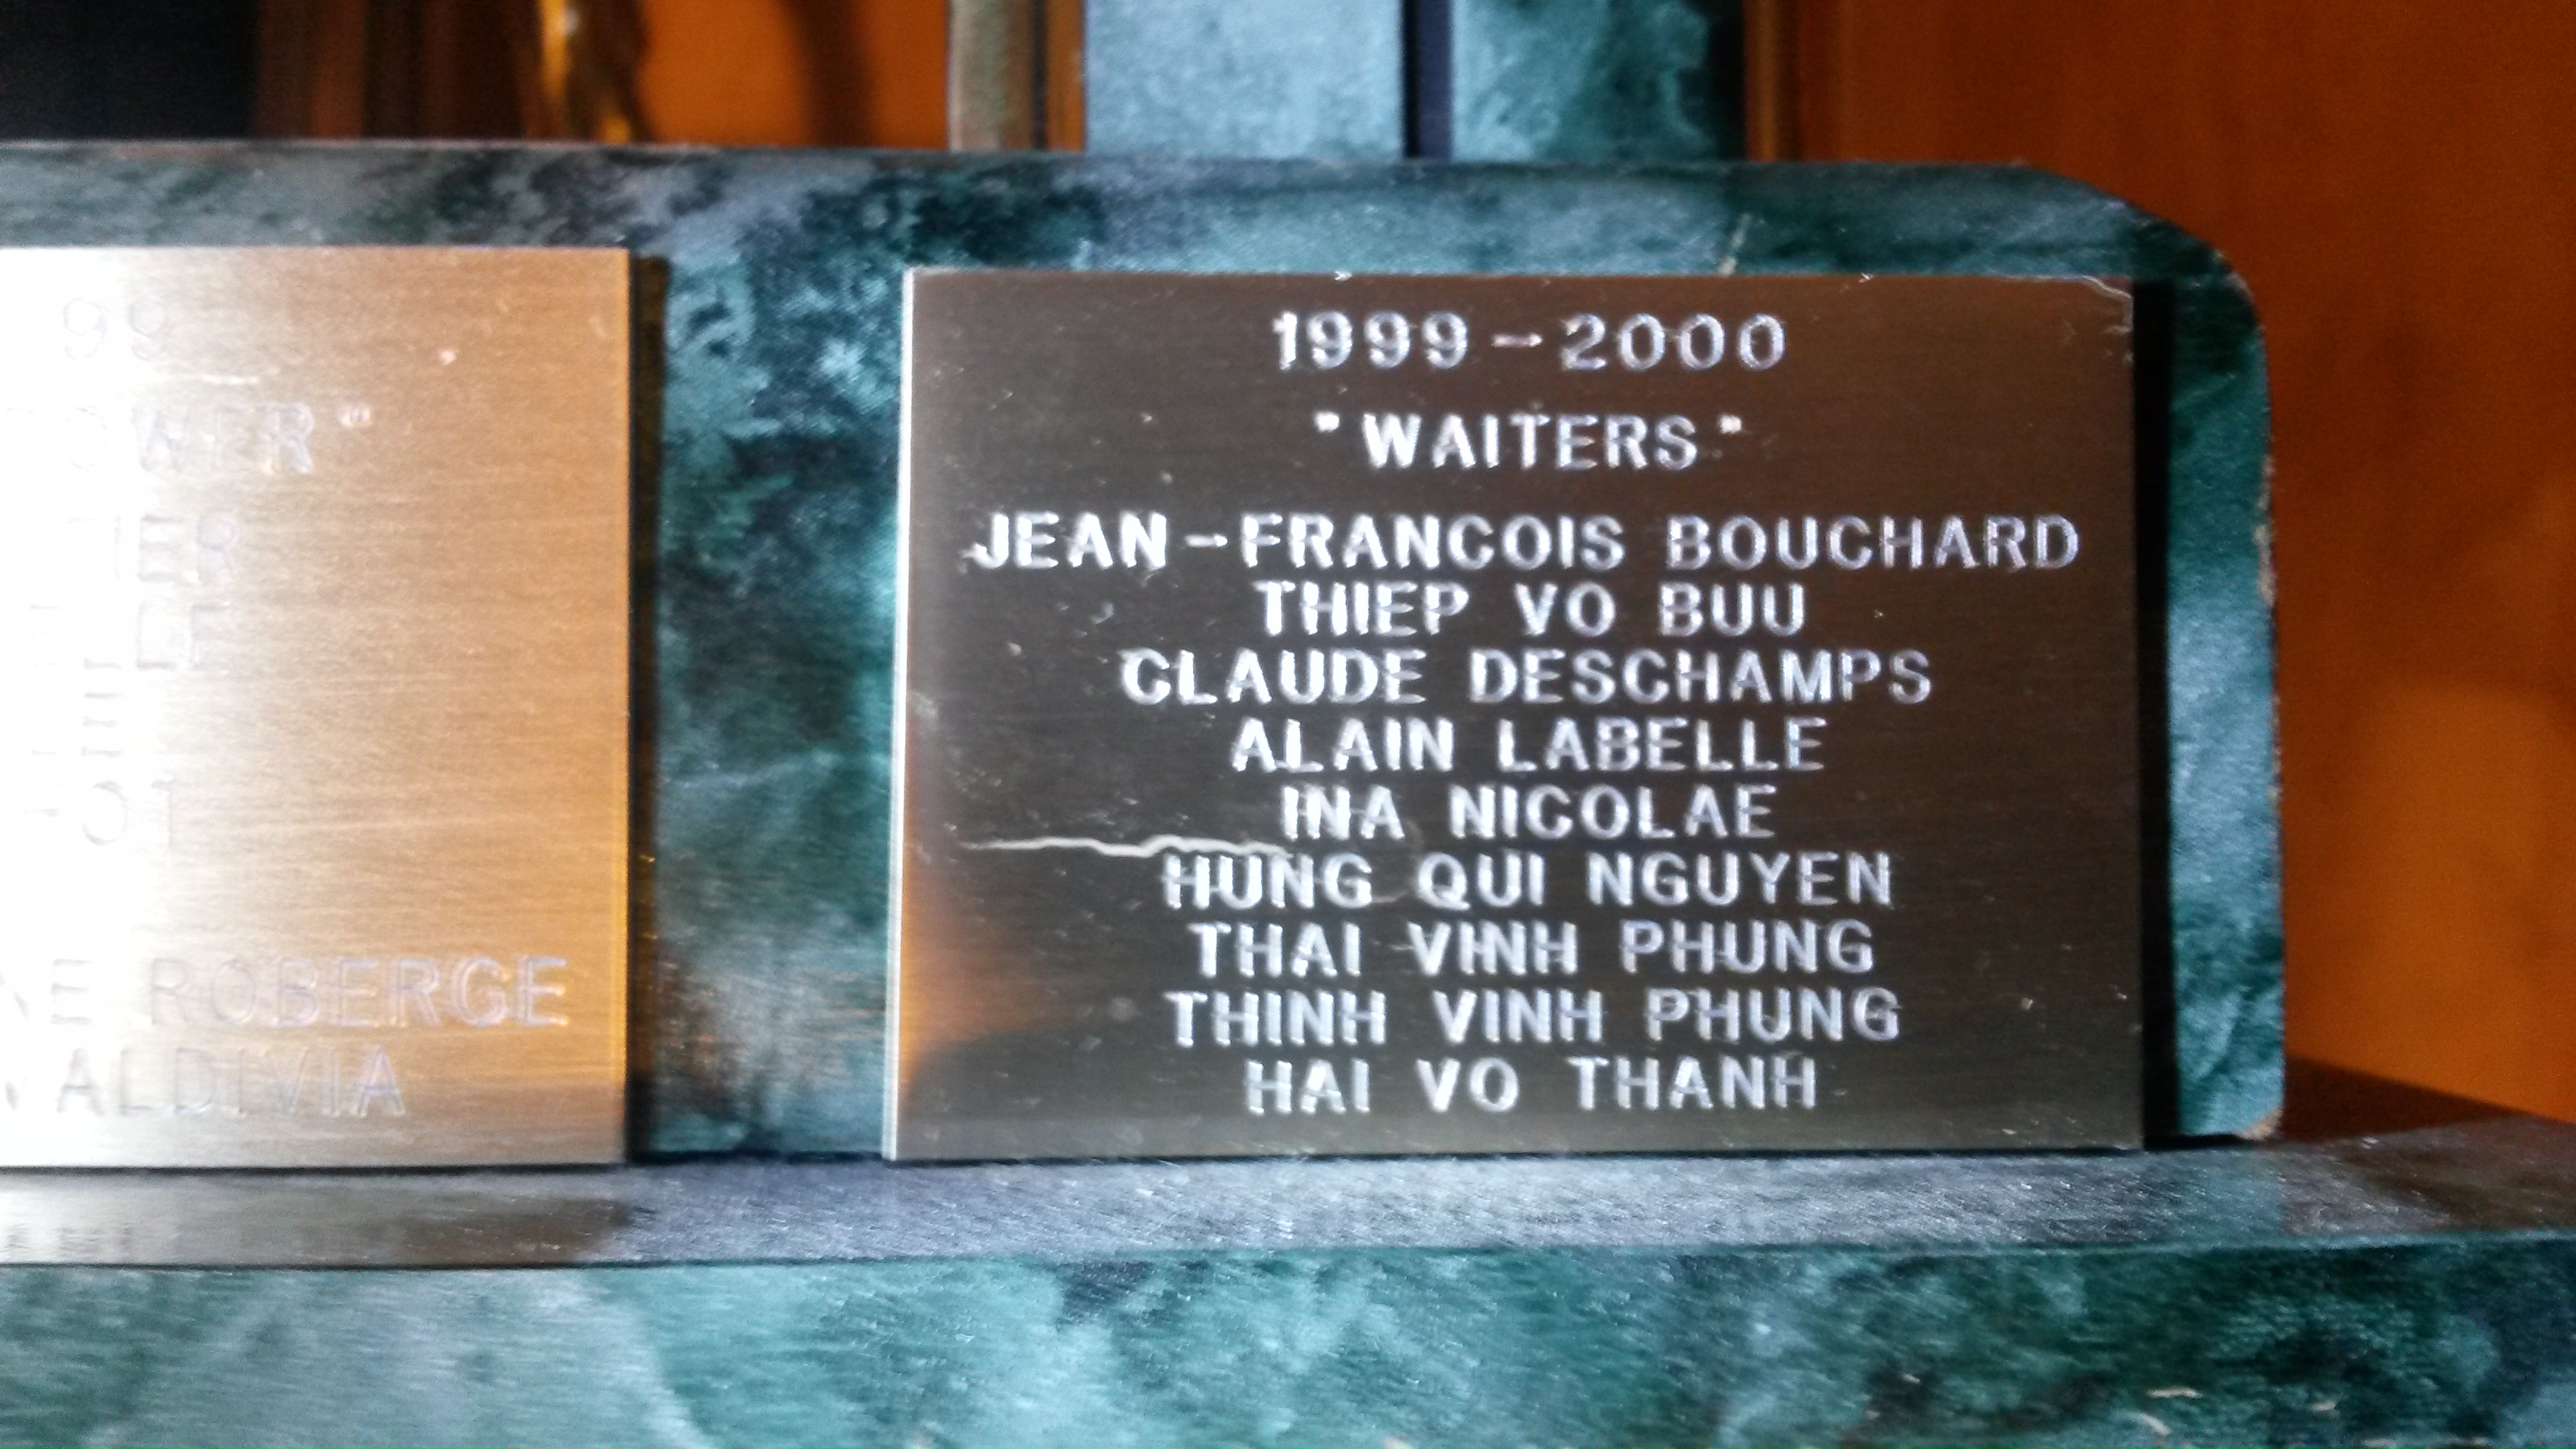 99
ROBERGE
1999-2000
"WAITERS"
JEAN-FRANCOIS BOUCHARD
THIEP VO BUU
CLAUDE DESCHAMPS
ALAIN LABELLE
INA NICOLAE
HUNG QUI NGUYEN
THAI VINH PHUNG
THINH VINH PHUNG
HAI VO THANH